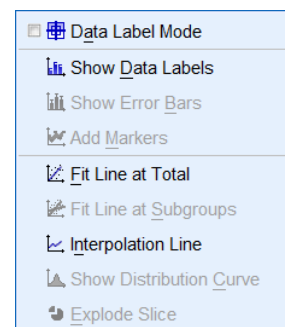 Data Label Mode
Show Data Labels
Show Error Bars
Add Markers
Fit Line at Total
Fit Line at Subgroups
Interpolation Line
Show Distribution Curve
Explode Slice